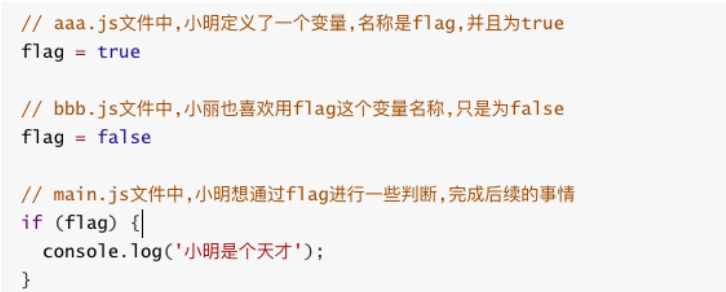 // aaa.js文件中,小明定义了一个变量,名称是flag,并且为true
flag = true
// bbb.js文件中,小丽也喜欢用flag这个变量名称,只是为false
flag = false
// main.js文件中,小明想通过flag进行一些判断,完成后续的事情
if (flag) {
console.log('小明是个天才');
}